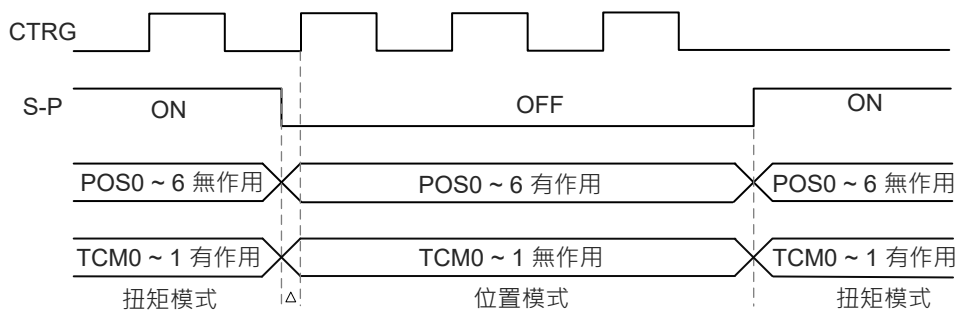 CTRG
S-P ON OFF ON
POS0 ~ 6 無作用 POS0 ~ 6 有作用 POS0 ~ 6 無作用
TCM0 ~ 1 有作用 TCM0 ~ 1 無作用 TCM0 ~ 1 有作用
扭矩模式 △ 位置模式 扭矩模式